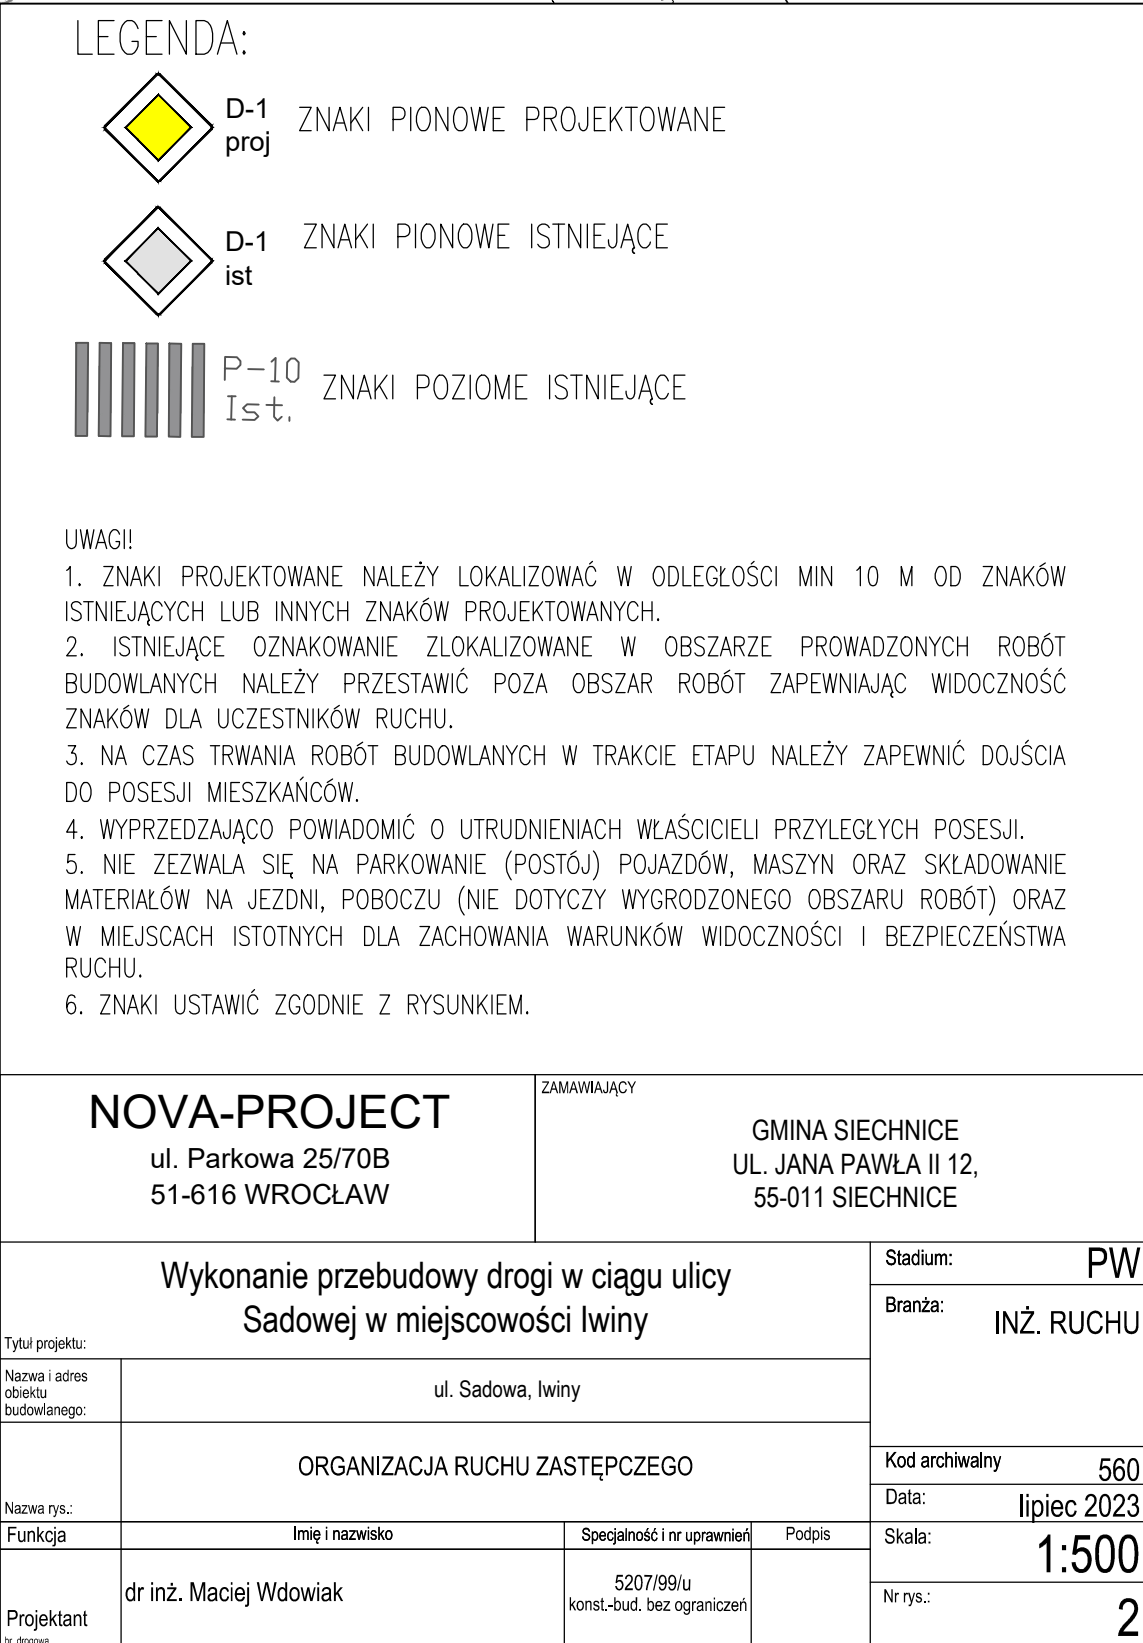 LEGENDA:
D-1
proj
ZNAKI PIONOWE PROJEKTOWANE
D-1
ist
ZNAKI PIONOWE ISTNIEJĄCE
P-10
Ist.
ZNAKI POZIOME ISTNIEJĄCE
UWAGI!
1. ZNAKI PROJEKTOWANE NALEŻY LOKALIZOWAĆ W ODLEGŁOŚCI MIN 10 M OD ZNAKÓW
ISTNIEJĄCYCH LUB INNYCH ZNAKÓW PROJEKTOWANYCH.
2. ISTNIEJĄCE OZNAKOWANIE ZLOKALIZOWANE W OBSZARZE PROWADZONYCH ROBÓT
BUDOWLANYCH NALEŻY PRZESTAWIĆ POZA OBSZAR ROBÓT ZAPEWNIAJĄC WIDOCZNOŚĆ
ZNAKÓW DLA UCZESTNIKÓW RUCHU.
3. NA CZAS TRWANIA ROBÓT BUDOWLANYCH W TRAKCIE ETAPU NALEŻY ZAPEWNIĆ DOJŚCIA
DO POSESJI MIESZKAŃCÓW.
4. WYPRZEDZAJĄCO POWIADOMIĆ O UTRUDNIENIACH WŁAŚCICIELI PRZYLEGŁYCH POSESJI.
5. NIE ZEZWALA SIĘ NA PARKOWANIE (POSTÓJ) POJAZDÓW, MASZYN ORAZ SKŁADOWANIE
MATERIAŁÓW NA JEZDNI, POBOCZU (NIE DOTYCZY WYGRODZONEGO OBSZARU ROBÓT) ORAZ
W MIEJSCACH ISTOTNYCH DLA ZACHOWANIA WARUNKÓW WIDOCZNOŚCI I BEZPIECZEŃSTWA
RUCHU.
6. ZNAKI USTAWIĆ ZGODNIE Z RYSUNKIEM.
NOVA-PROJECT
ul. Parkowa 25/70B
51-616 WROCŁAW
ZAMAWIAJĄCY
GMINA SIECHNICE
UL. JANA PAWŁA II 12,
55-011 SIECHNICE
Wykonanie przebudowy drogi w ciągu ulicy
Sadowej w miejscowości Iwiny
Tytuł projektu:
Stadium: PW
Branża:
INŻ. RUCHU
Nazwa i adres
obiektu
budowlanego:
ul. Sadowa, Iwiny
ORGANIZACJA RUCHU ZASTĘPCZEGO
Nazwa rys.:
Kod archiwalny 560
Data: lipiec 2023
Funkcja Imię i nazwisko Specjalność i nr uprawnień Podpis
Skala: 1:500
Projektant
br. drogowa
dr inż. Maciej Wdowiak
5207/99/u
konst.-bud. bez ograniczeń
Nr rys.: 2